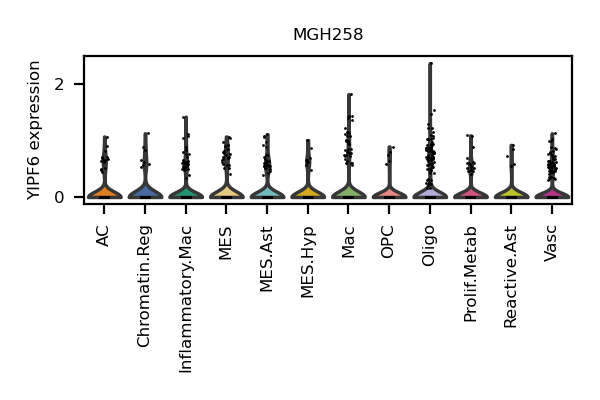 MGH258
YIPF6 expression
2
0
AC
Chromatin.Reg
Inflammatory.Mac
MES
MES.Ast
MES.Hyp
Mac
OPC
Oligo
Prolif.Metab
Reactive.Ast
Vasc